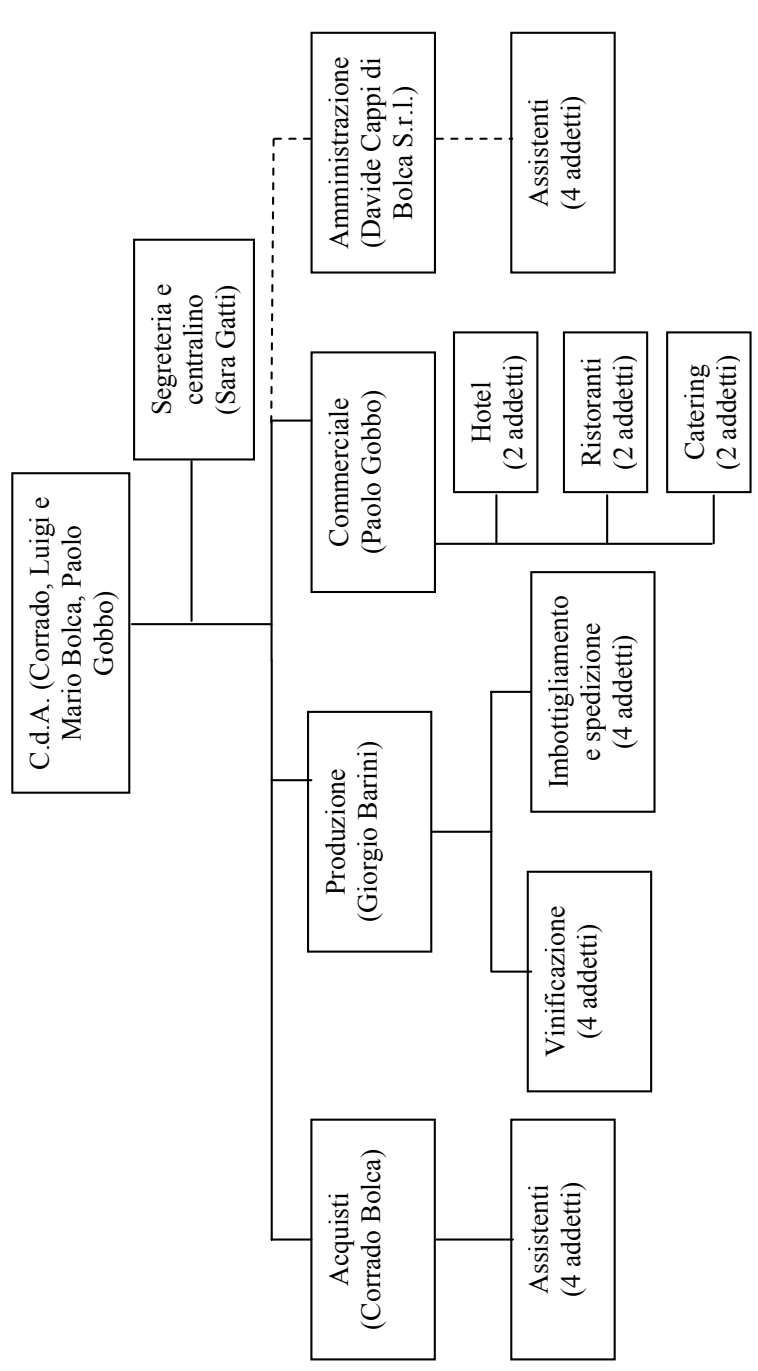 C.d.A. (Corrado, Luigi e
Mario Bolca, Paolo
Gobbo)
Segreteria e
centralino
(Sara Gatti)
Acquisti
(Corrado Bolca)
Produzione
(Giorgio Barini)
Commerciale
(Paolo Gobbo)
Amministrazione
(Davide Cappi di
Bolca S.r.l.)
Assistenti
(4 addetti)
Vinificazione
(4 addetti)
Imbottigliamento
e spedizione
(4 addetti)
Hotel
(2 addetti)
Ristoranti
(2 addetti)
Catering
(2 addetti)
Assistenti
(4 addetti)